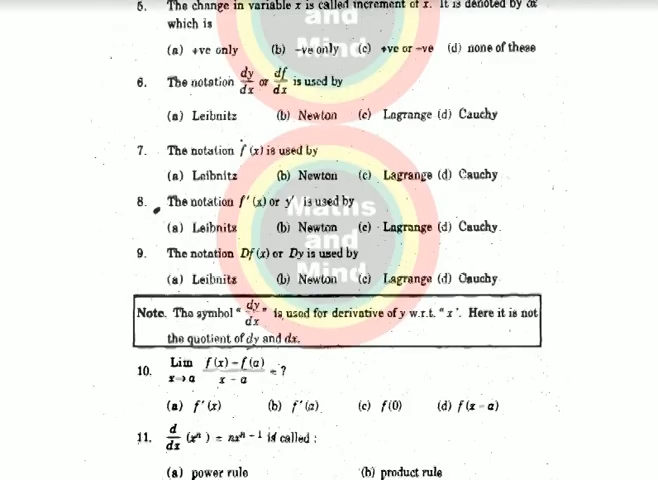 5. The change in variable x is called increment of x. It is denoted by δx
which is
(a) +ve only (b) -ve only (c) +ve or -ve (d) none of these
6. The notation dy/dx or df/dx is used by
(a) Leibnitz (b) Newton (c) Lagrange (d) Cauchy
7. The notation ḟ (x) is used by
(a) Leibnitz (b) Newton (c) Lagrange (d) Cauchy
8. The notation f' (x) or y' is used by
(a) Leibnitz (b) Newton (c) Lagrange (d) Cauchy.
9. The notation Df (x) or Dy is used by
(a) Leibnitz (b) Newton (c) Lagrange (d) Cauchy
Note. The symbol "dy/dx" is used for derivative of y w.r.t. "x'. Here it is not
the quotient of dy and dx.
10. Lim x→a f(x) – f(a) / x – a = ?
(a) f' (x) (b) f' (a) (c) f(0) (d) f(x – a)
11. d/dx (xⁿ) = nxⁿ⁻¹ is called :
(a) power rule (b) product rule
and
Mind
Maths
and
Mind